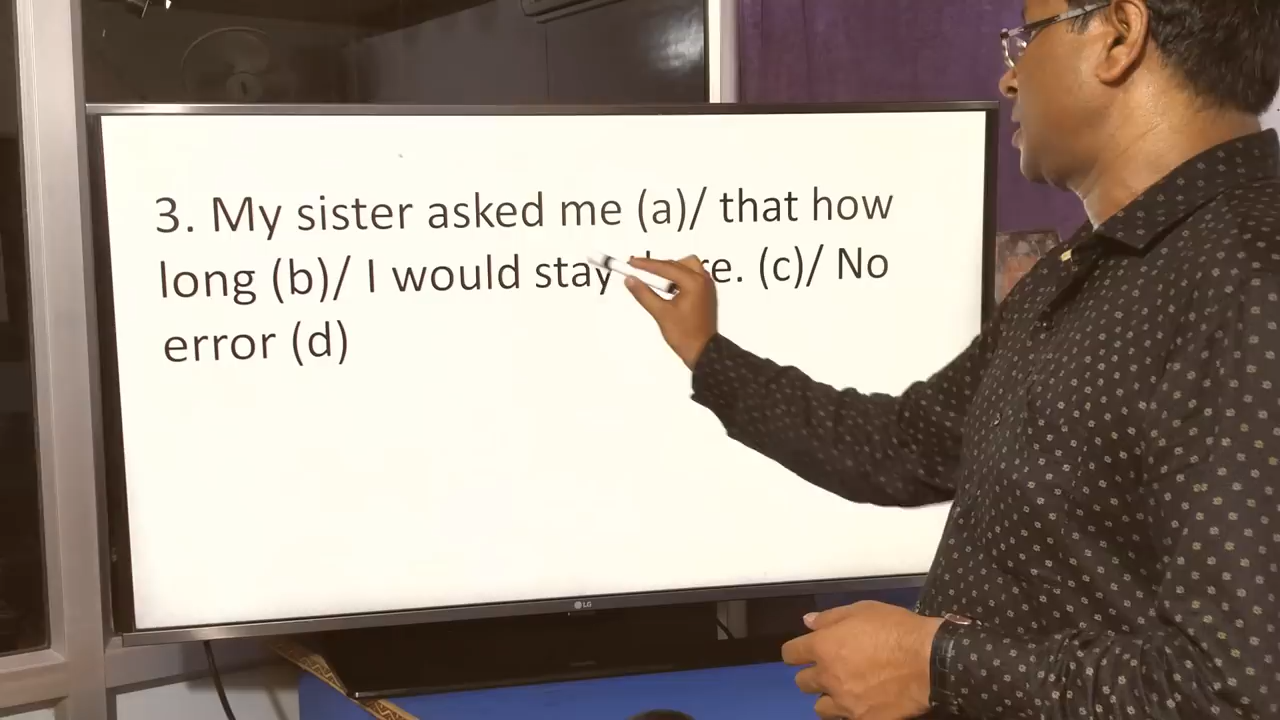 3. My sister asked me (a)/ that how
long (b)/ I would stay (c)/ No
error (d)
LG